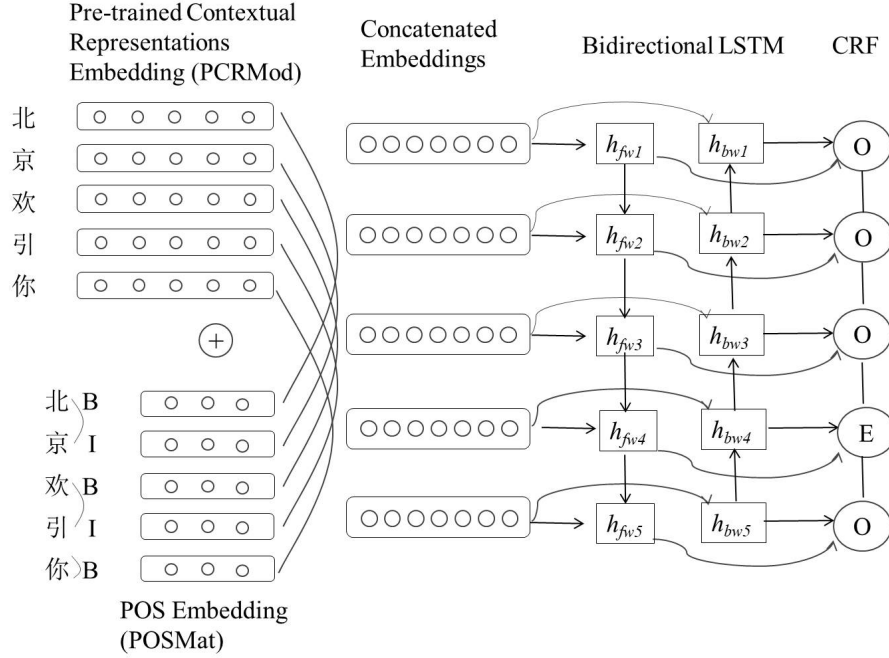 Pre-trained Contextual
Representations
Embedding (PCRMod)
Concatenated
Embeddings
Bidirectional LSTM
CRF
北
京
欢
引
你
+
北 B
京 I
欢 B
引 I
你 B
POS Embedding
(POSMat)
h_fw1 h_bw1 O
h_fw2 h_bw2 O
h_fw3 h_bw3 O
h_fw4 h_bw4 E
h_fw5 h_bw5 O